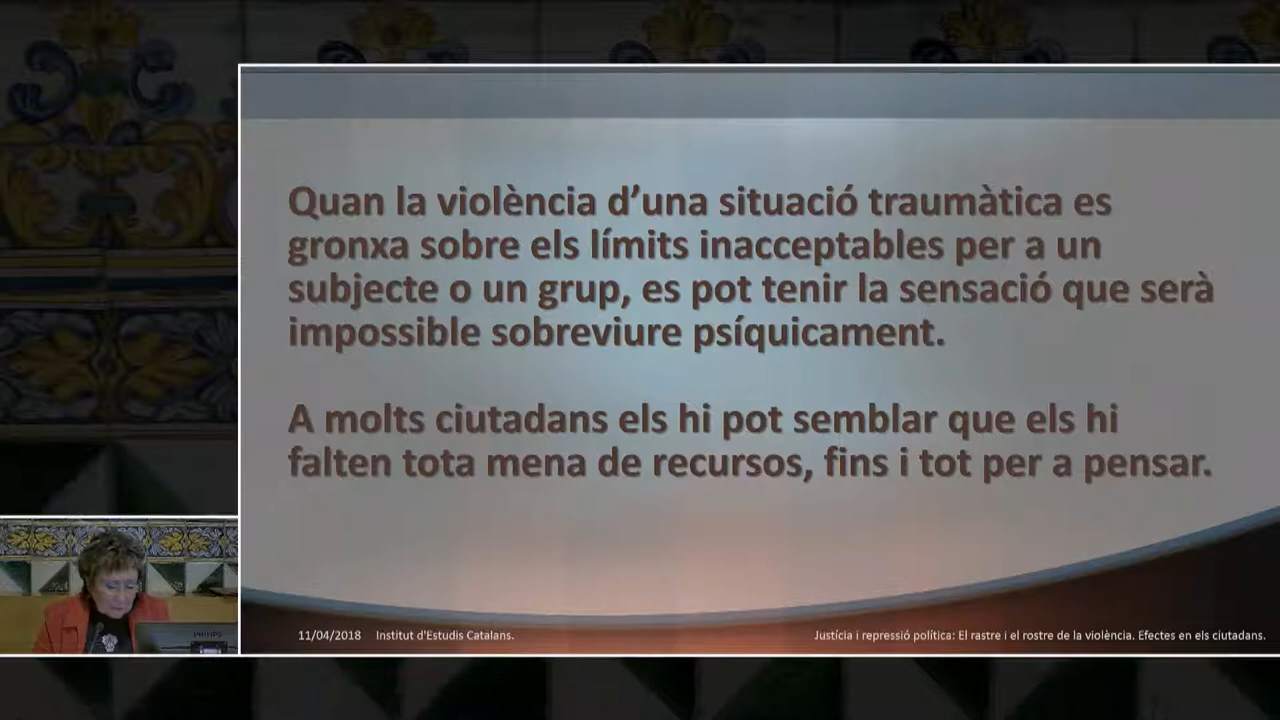 Quan la violència d’una situació traumàtica es
gronxa sobre els límits inacceptables per a un
subjecte o un grup, es pot tenir la sensació que serà
impossible sobreviure psíquicament.
A molts ciutadans els hi pot semblar que els hi
falten tota mena de recursos, fins i tot per a pensar.
PHILIPS
11/04/2018 Institut d'Estudis Catalans.
Justícia i repressió política: El rastre i el rostre de la violència. Efectes en els ciutadans.